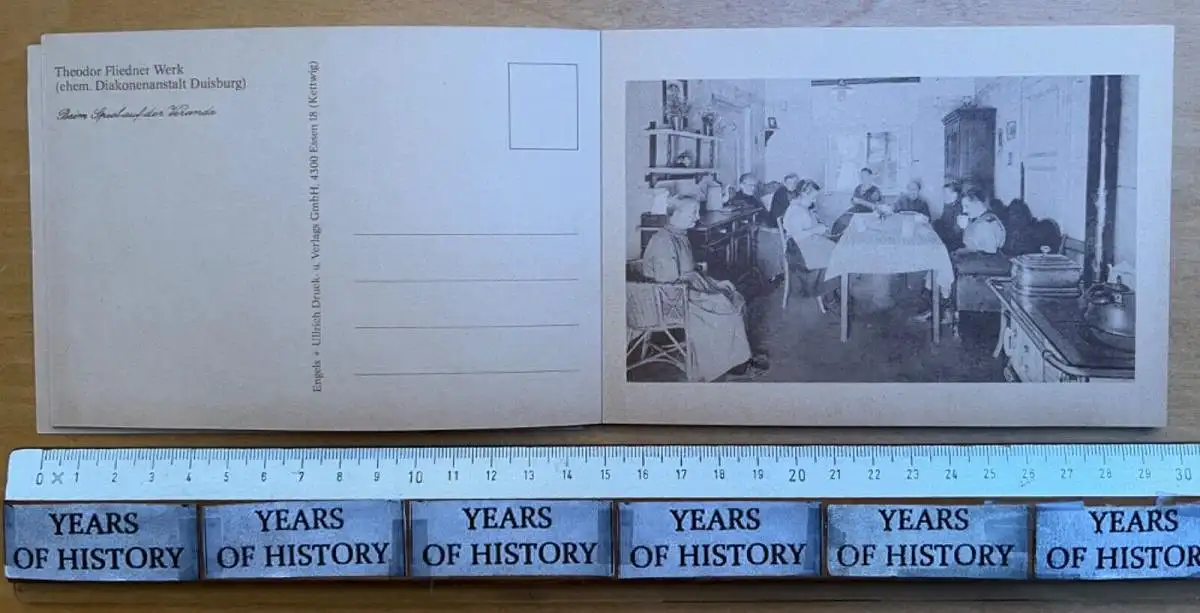 Theodor Fliedner Werk
(ehem. Diakonenanstalt Duisburg)
Beim Spiel auf der Veranda
Engels + Ullrich Druck. u. Verlags GmbH. 4300 Essen 18 (Kettwig)
0 1 2 3 4 5 6 7 8 9 10 11 12 13 14 15 16 17 18 19 20 21 22 23 24 25 26 27 28 29 30
YEARS
OF HISTORY
YEARS
OF HISTORY
YEARS
OF HISTORY
YEARS
OF HISTORY
YEARS
OF HISTORY
YEARS
OF HISTOR